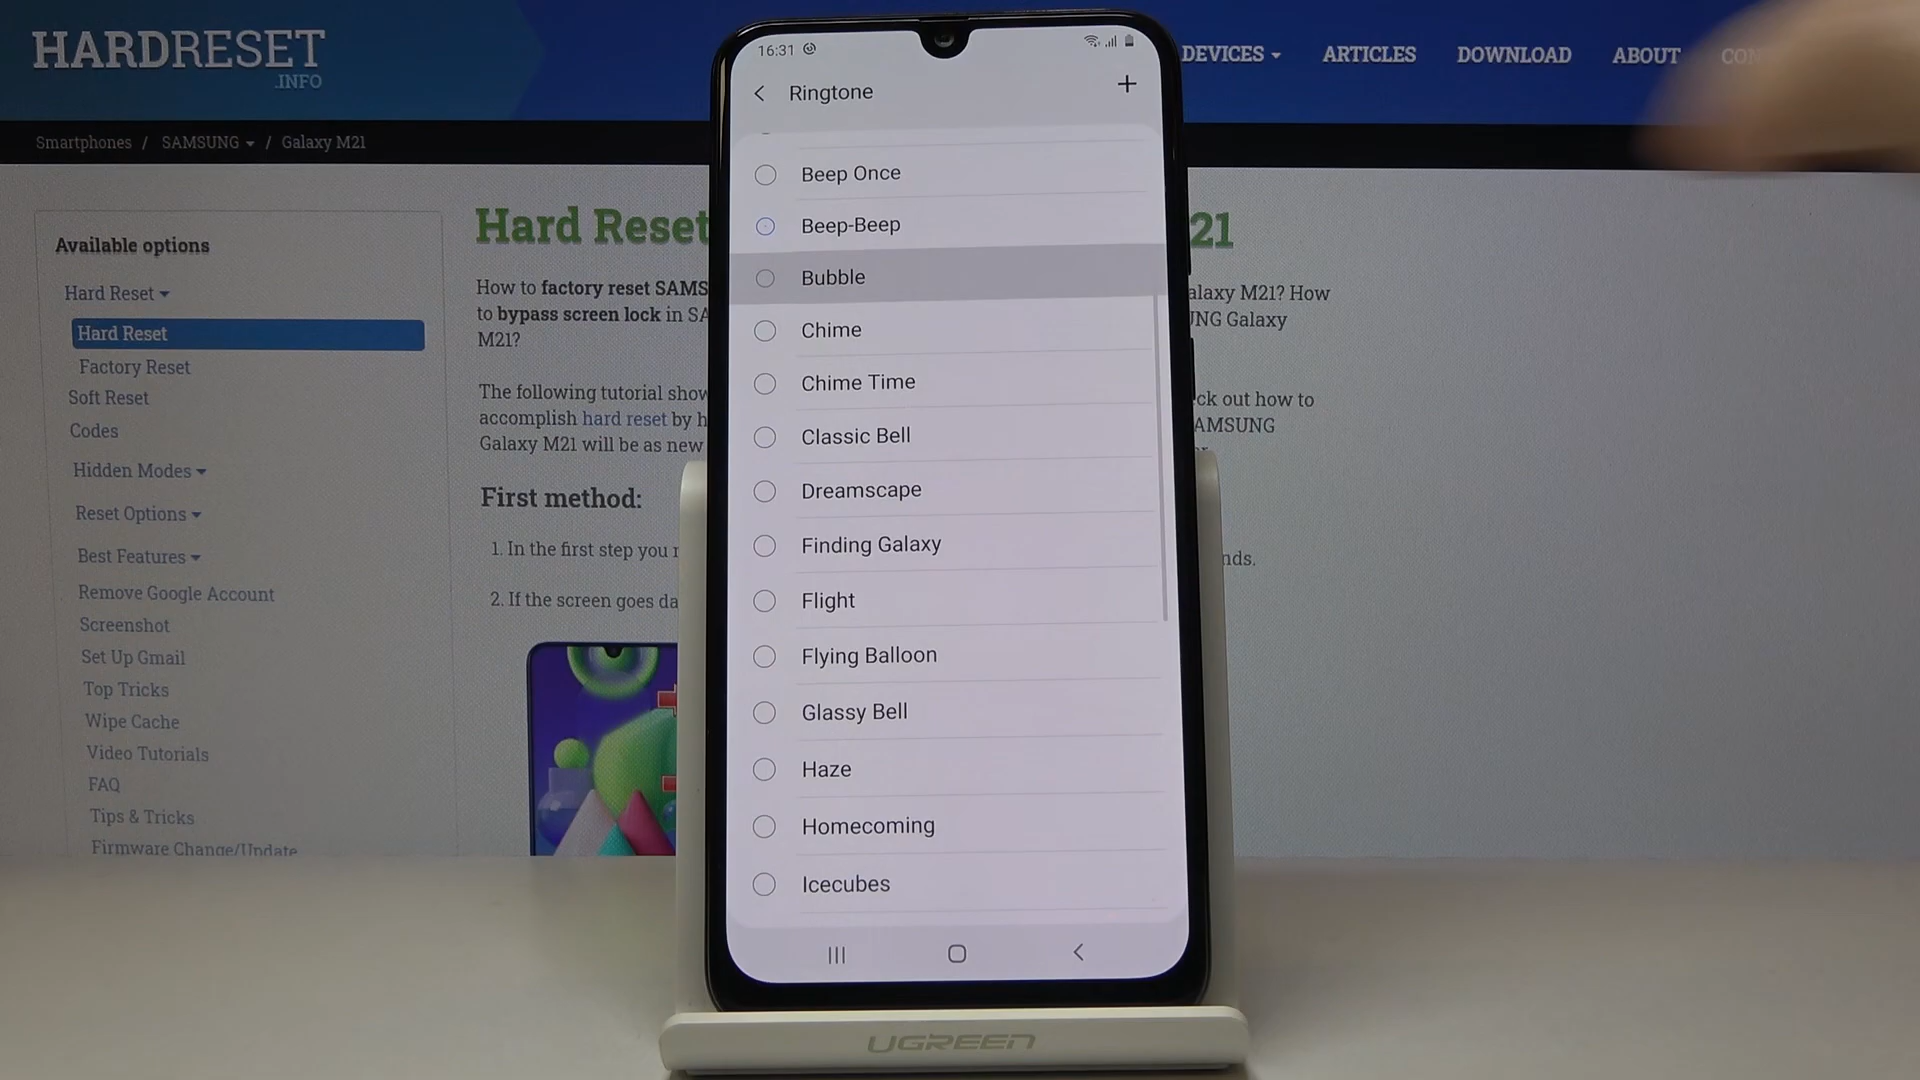 HARDRESET
.INFO
DEVICES
ARTICLES
DOWNLOAD
ABOUT
CON
Smartphones / SAMSUNG / Galaxy M21
Available options
Hard Reset
Hard Reset
Factory Reset
Soft Reset
Codes
Hidden Modes
Reset Options
Best Features
Remove Google Account
Screenshot
Set Up Gmail
Top Tricks
Wipe Cache
Video Tutorials
FAQ
Tips & Tricks
Firmware Change/Update
Hard Reset
21
How to factory reset SAMS
alaxy M21? How
to bypass screen lock in SA
NG Galaxy
M21?
The following tutorial show
ck out how to
accomplish hard reset by h
AMSUNG
Galaxy M21 will be as new
First method:
1. In the first step you
nds.
2. If the screen goes da
16:31
Ringtone
+
Beep Once
Beep-Beep
Bubble
Chime
Chime Time
Classic Bell
Dreamscape
Finding Galaxy
Flight
Flying Balloon
Glassy Bell
Haze
Homecoming
Icecubes
UGREEN